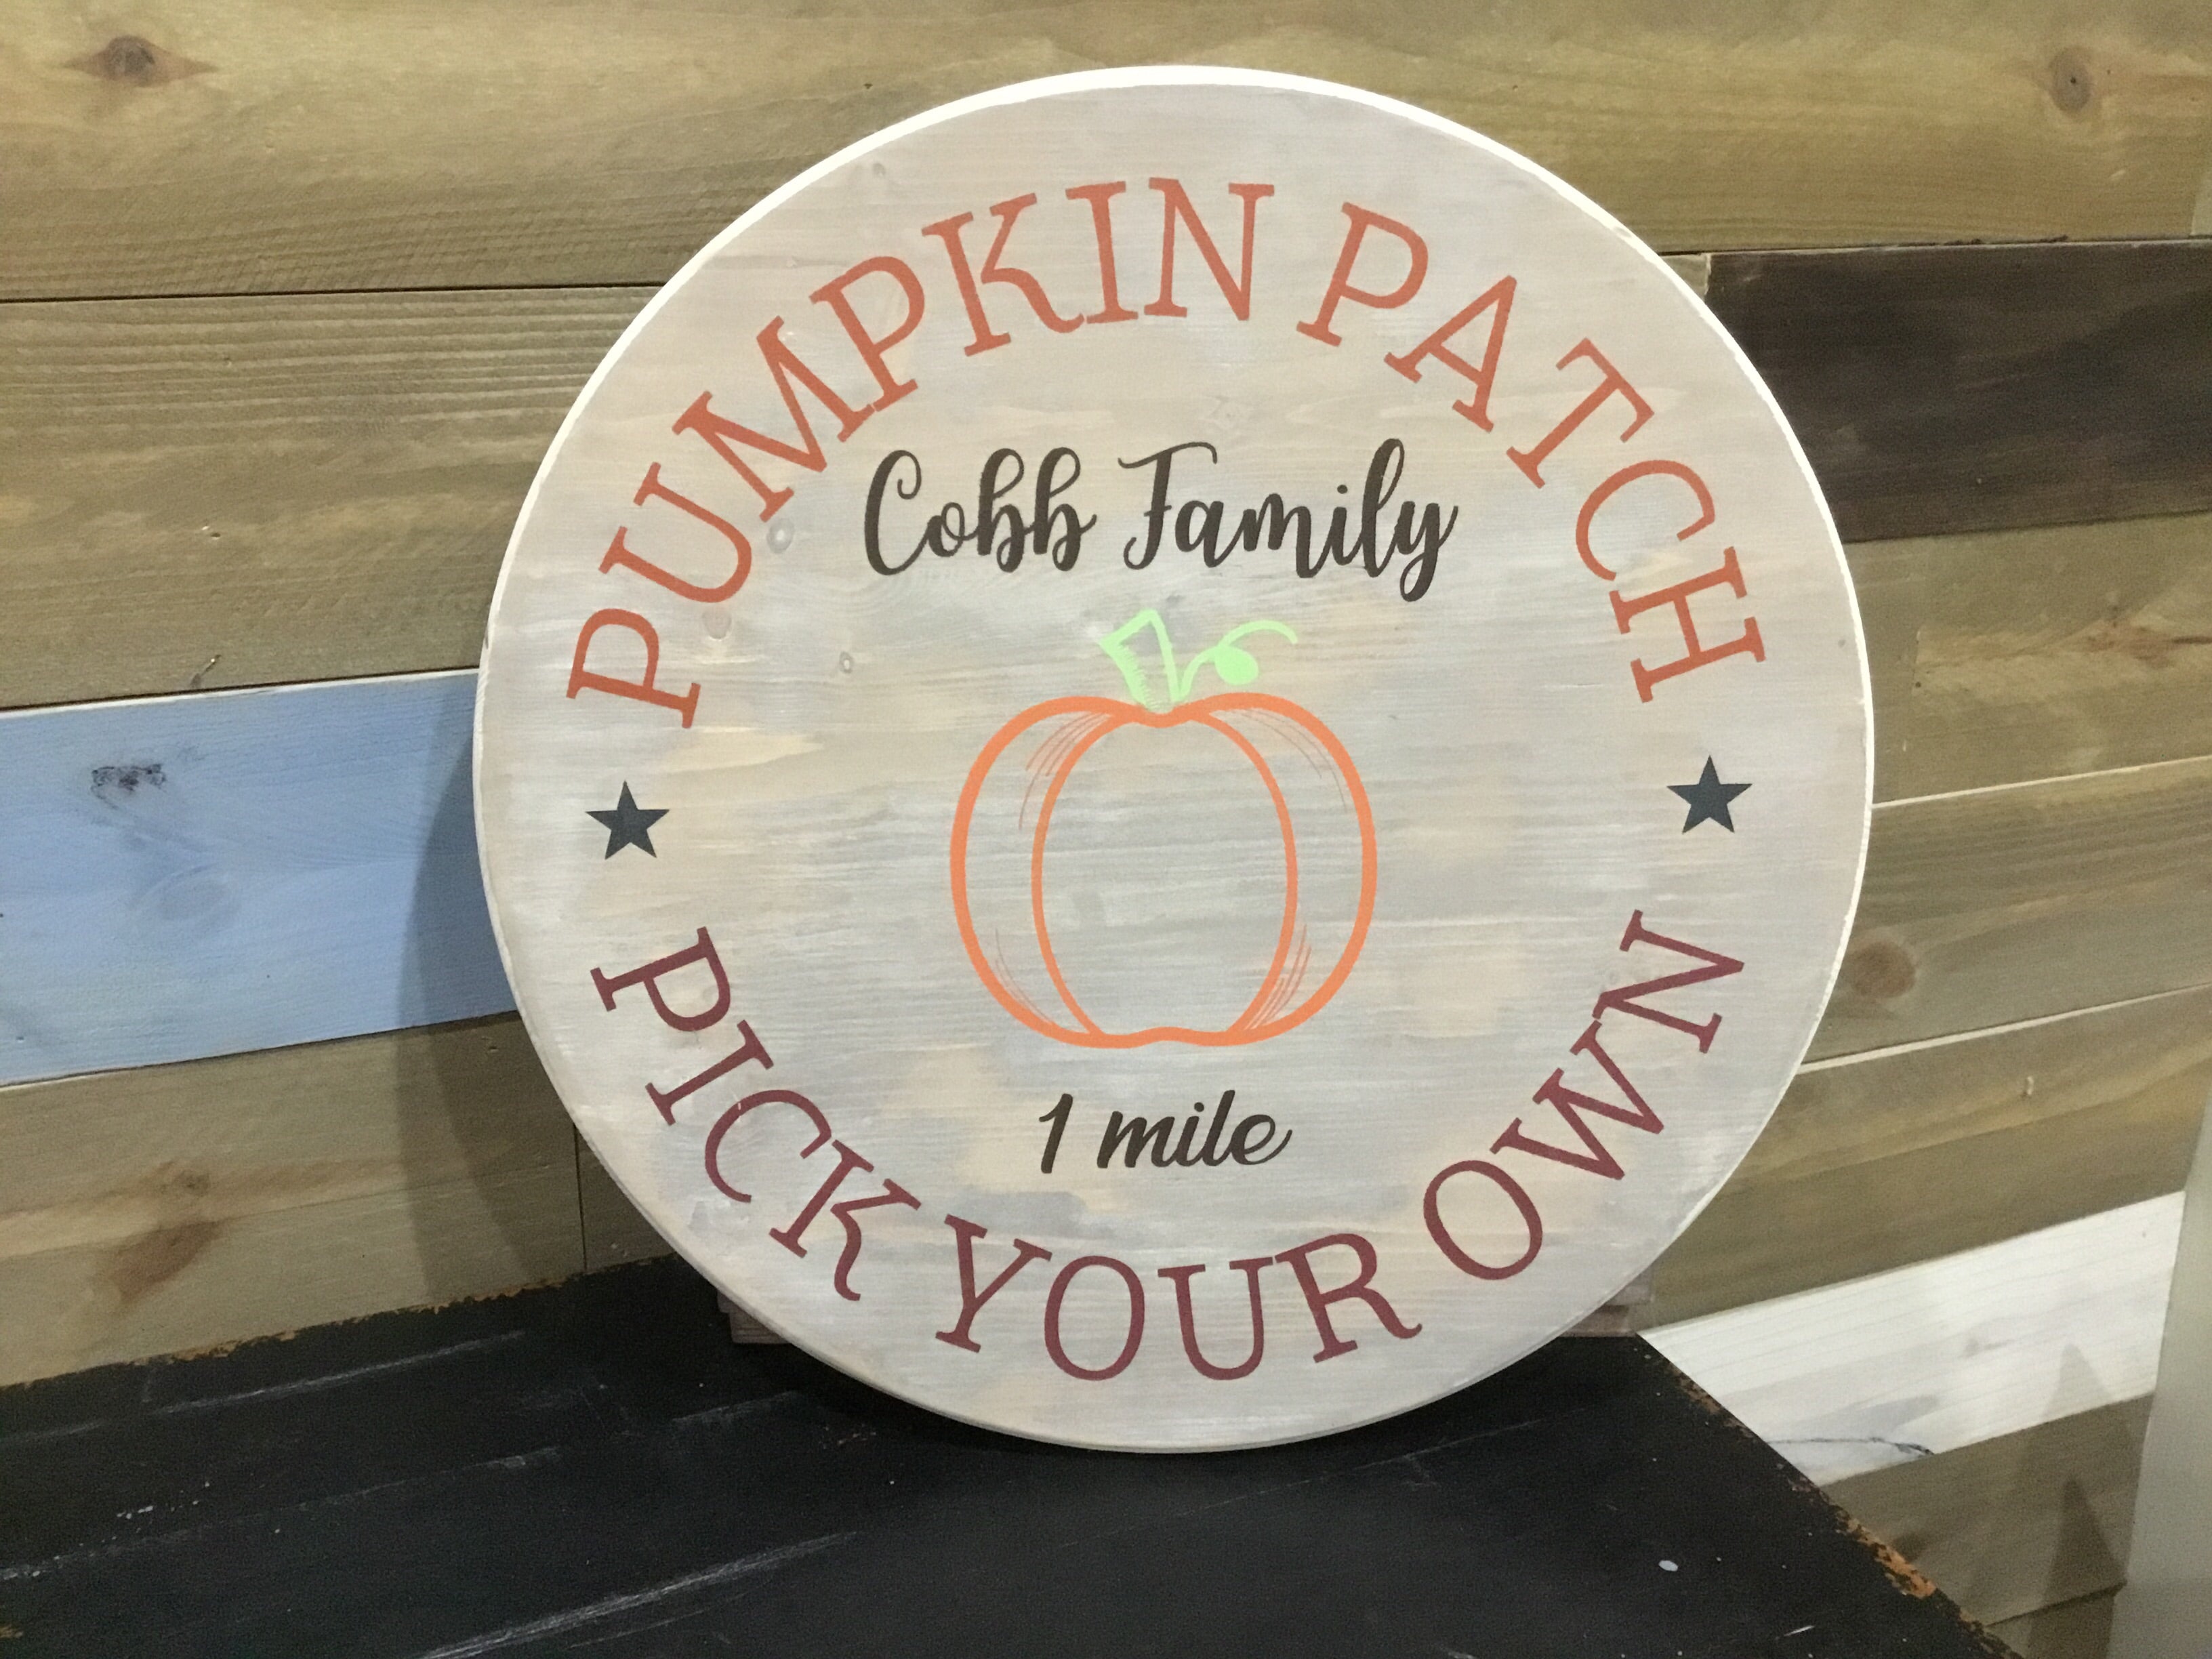 PUMPKIN PATCH
Cobb Family
1 mile
PICK YOUR OWN